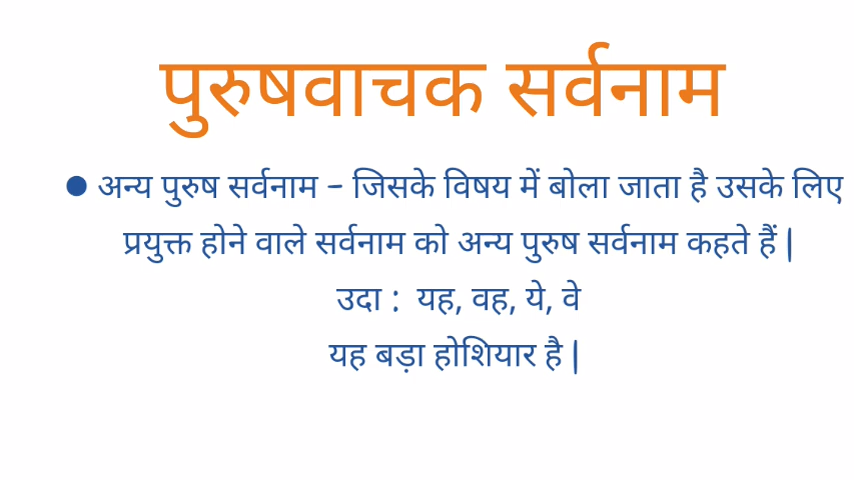 पुरुषवाचक सर्वनाम
● अन्य पुरुष सर्वनाम – जिसके विषय में बोला जाता है उसके लिए
प्रयुक्त होने वाले सर्वनाम को अन्य पुरुष सर्वनाम कहते हैं |
उदा : यह, वह, ये, वे
यह बड़ा होशियार है |